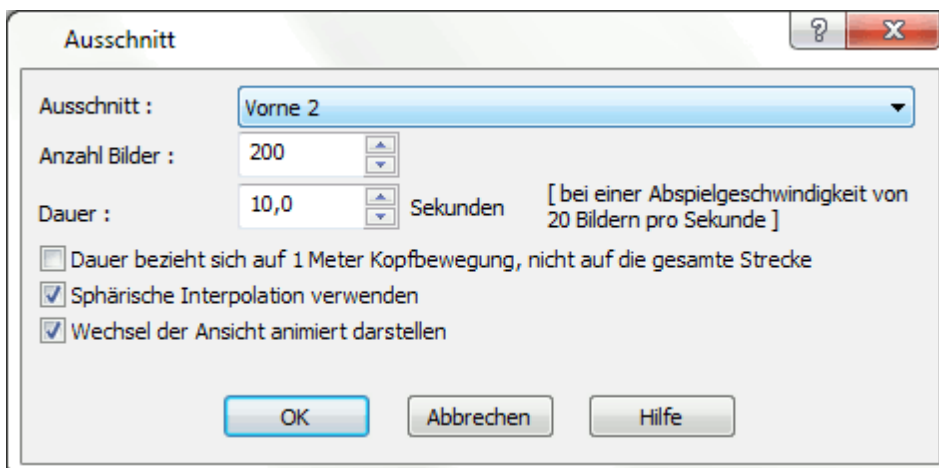 Ausschnitt
Ausschnitt : Vorne 2
Anzahl Bilder : 200
Dauer : 10,0 Sekunden [ bei einer Abspielgeschwindigkeit von
20 Bildern pro Sekunde ]
Dauer bezieht sich auf 1 Meter Kopfbewegung, nicht auf die gesamte Strecke
Sphärische Interpolation verwenden
Wechsel der Ansicht animiert darstellen
OK Abbrechen Hilfe